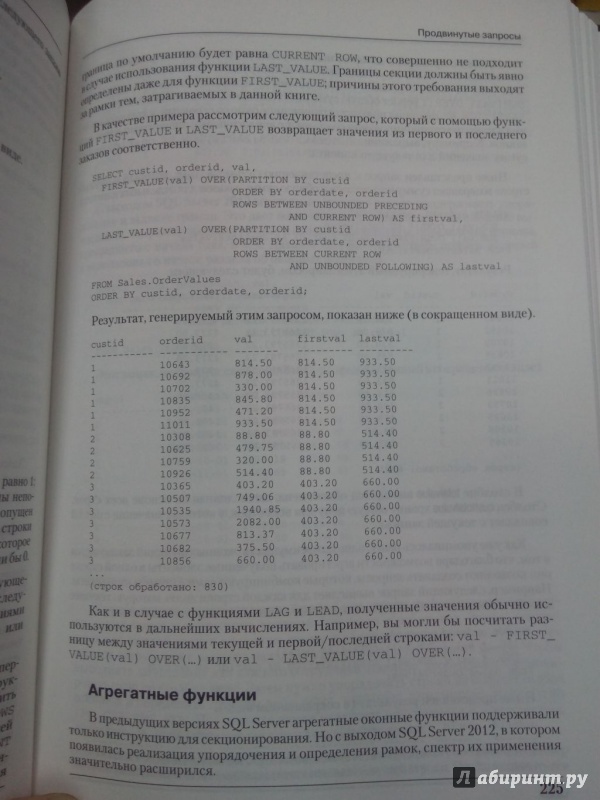 Продвинутые запросы
граница по умолчанию будет равна CURRENT ROW, что совершенно не подходит
в случае использования функции LAST_VALUE. Границы секции должны быть явно
определены даже для функции FIRST_VALUE; причины этого требования выходят
за рамки тем, затрагиваемых в данной книге.
В качестве примера рассмотрим следующий запрос, который с помощью функ-
ций FIRST_VALUE и LAST_VALUE возвращает значения из первого и последнего
заказов соответственно.
SELECT custid, orderid, val,
FIRST_VALUE(val) OVER(PARTITION BY custid
ORDER BY orderdate, orderid
ROWS BETWEEN UNBOUNDED PRECEDING
AND CURRENT ROW) AS firstval,
LAST_VALUE(val) OVER(PARTITION BY custid
ORDER BY orderdate, orderid
ROWS BETWEEN CURRENT ROW
AND UNBOUNDED FOLLOWING) AS lastval
FROM Sales.OrderValues
ORDER BY custid, orderdate, orderid;
Результат, генерируемый этим запросом, показан ниже (в сокращенном виде).
custid orderid val firstval lastval
----------- ------------ ------- --------- ---------
1 10643 814.50 814.50 933.50
1 10692 878.00 814.50 933.50
1 10702 330.00 814.50 933.50
1 10835 845.80 814.50 933.50
1 10952 471.20 814.50 933.50
1 11011 933.50 814.50 933.50
2 10308 88.80 88.80 514.40
2 10625 479.75 88.80 514.40
2 10759 320.00 88.80 514.40
2 10926 514.40 88.80 514.40
3 10365 403.20 403.20 660.00
3 10507 749.06 403.20 660.00
3 10535 1940.85 403.20 660.00
3 10573 2082.00 403.20 660.00
3 10677 813.37 403.20 660.00
3 10682 375.50 403.20 660.00
3 10856 660.00 403.20 660.00
...
(строк обработано: 830)
Как и в случае с функциями LAG и LEAD, полученные значения обычно ис-
пользуются в дальнейших вычислениях. Например, вы могли бы посчитать раз-
ницу между значениями текущей и первой/последней строками: val - FIRST_
VALUE(val) OVER(…) или val - LAST_VALUE(val) OVER(…).
Агрегатные функции
В предыдущих версиях SQL Server агрегатные оконные функции поддерживали
только инструкцию для секционирования. Но с выходом SQL Server 2012, в котором
появилась реализация упорядочения и определения рамок, спектр их применения
значительно расширился.
225
лабиринт.ру